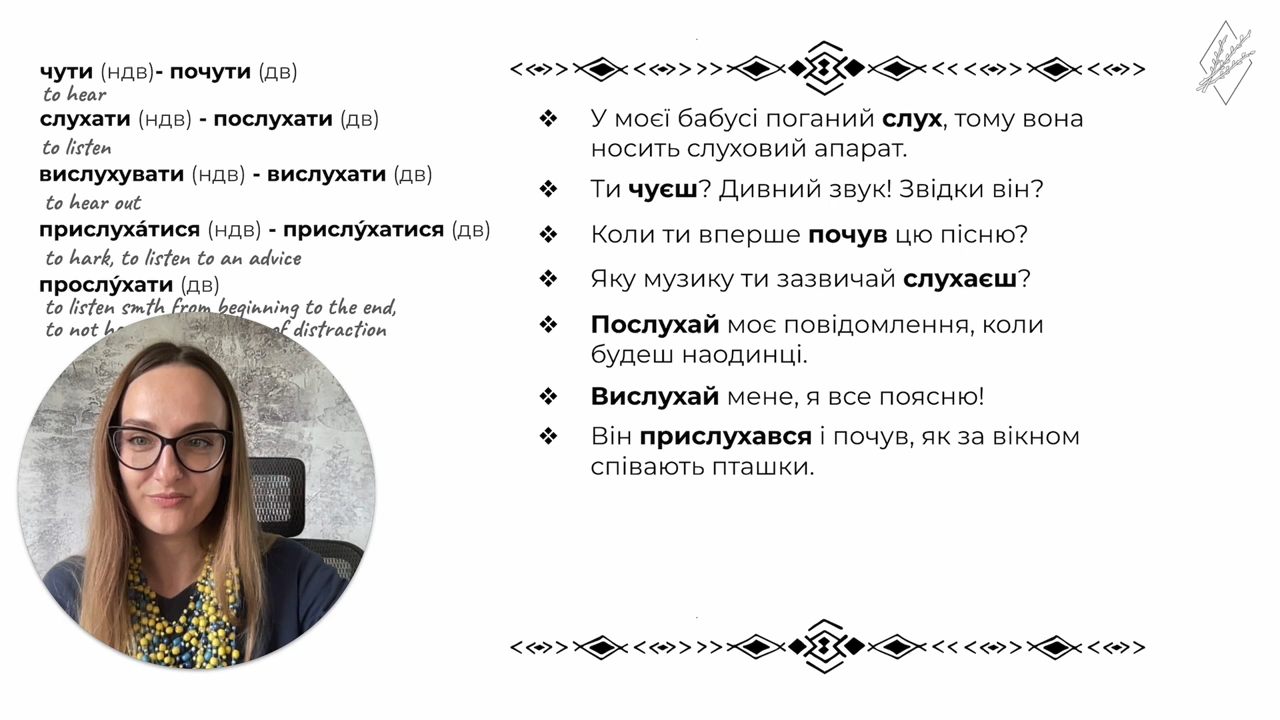 чути (ндв)- почути (дв)
to hear
слухати (ндв) - послухати (дв)
to listen
вислухувати (ндв) - вислухати (дв)
to hear out
прислухáтися (ндв) - прислýхатися (дв)
to hark, to listen to an advice
прослýхати (дв)
to listen smth from beginning to the end,
to not of distraction
❖ У моєї бабусі поганий слух, тому вона
носить слуховий апарат.
❖ Ти чуєш? Дивний звук! Звідки він?
❖ Коли ти вперше почув цю пісню?
❖ Яку музику ти зазвичай слухаєш?
❖ Послухай моє повідомлення, коли
будеш наодинці.
❖ Вислухай мене, я все поясню!
❖ Він прислухався і почув, як за вікном
співають пташки.